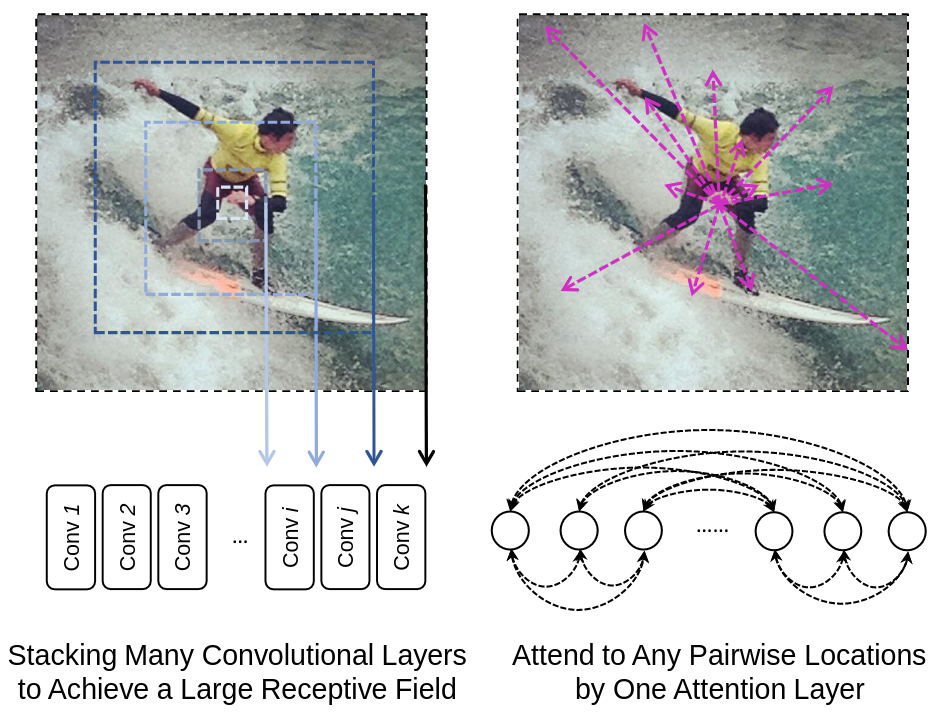 Conv 1
Conv 2
Conv 3
...
Conv i
Conv j
Conv k
......
Stacking Many Convolutional Layers
to Achieve a Large Receptive Field
Attend to Any Pairwise Locations
by One Attention Layer